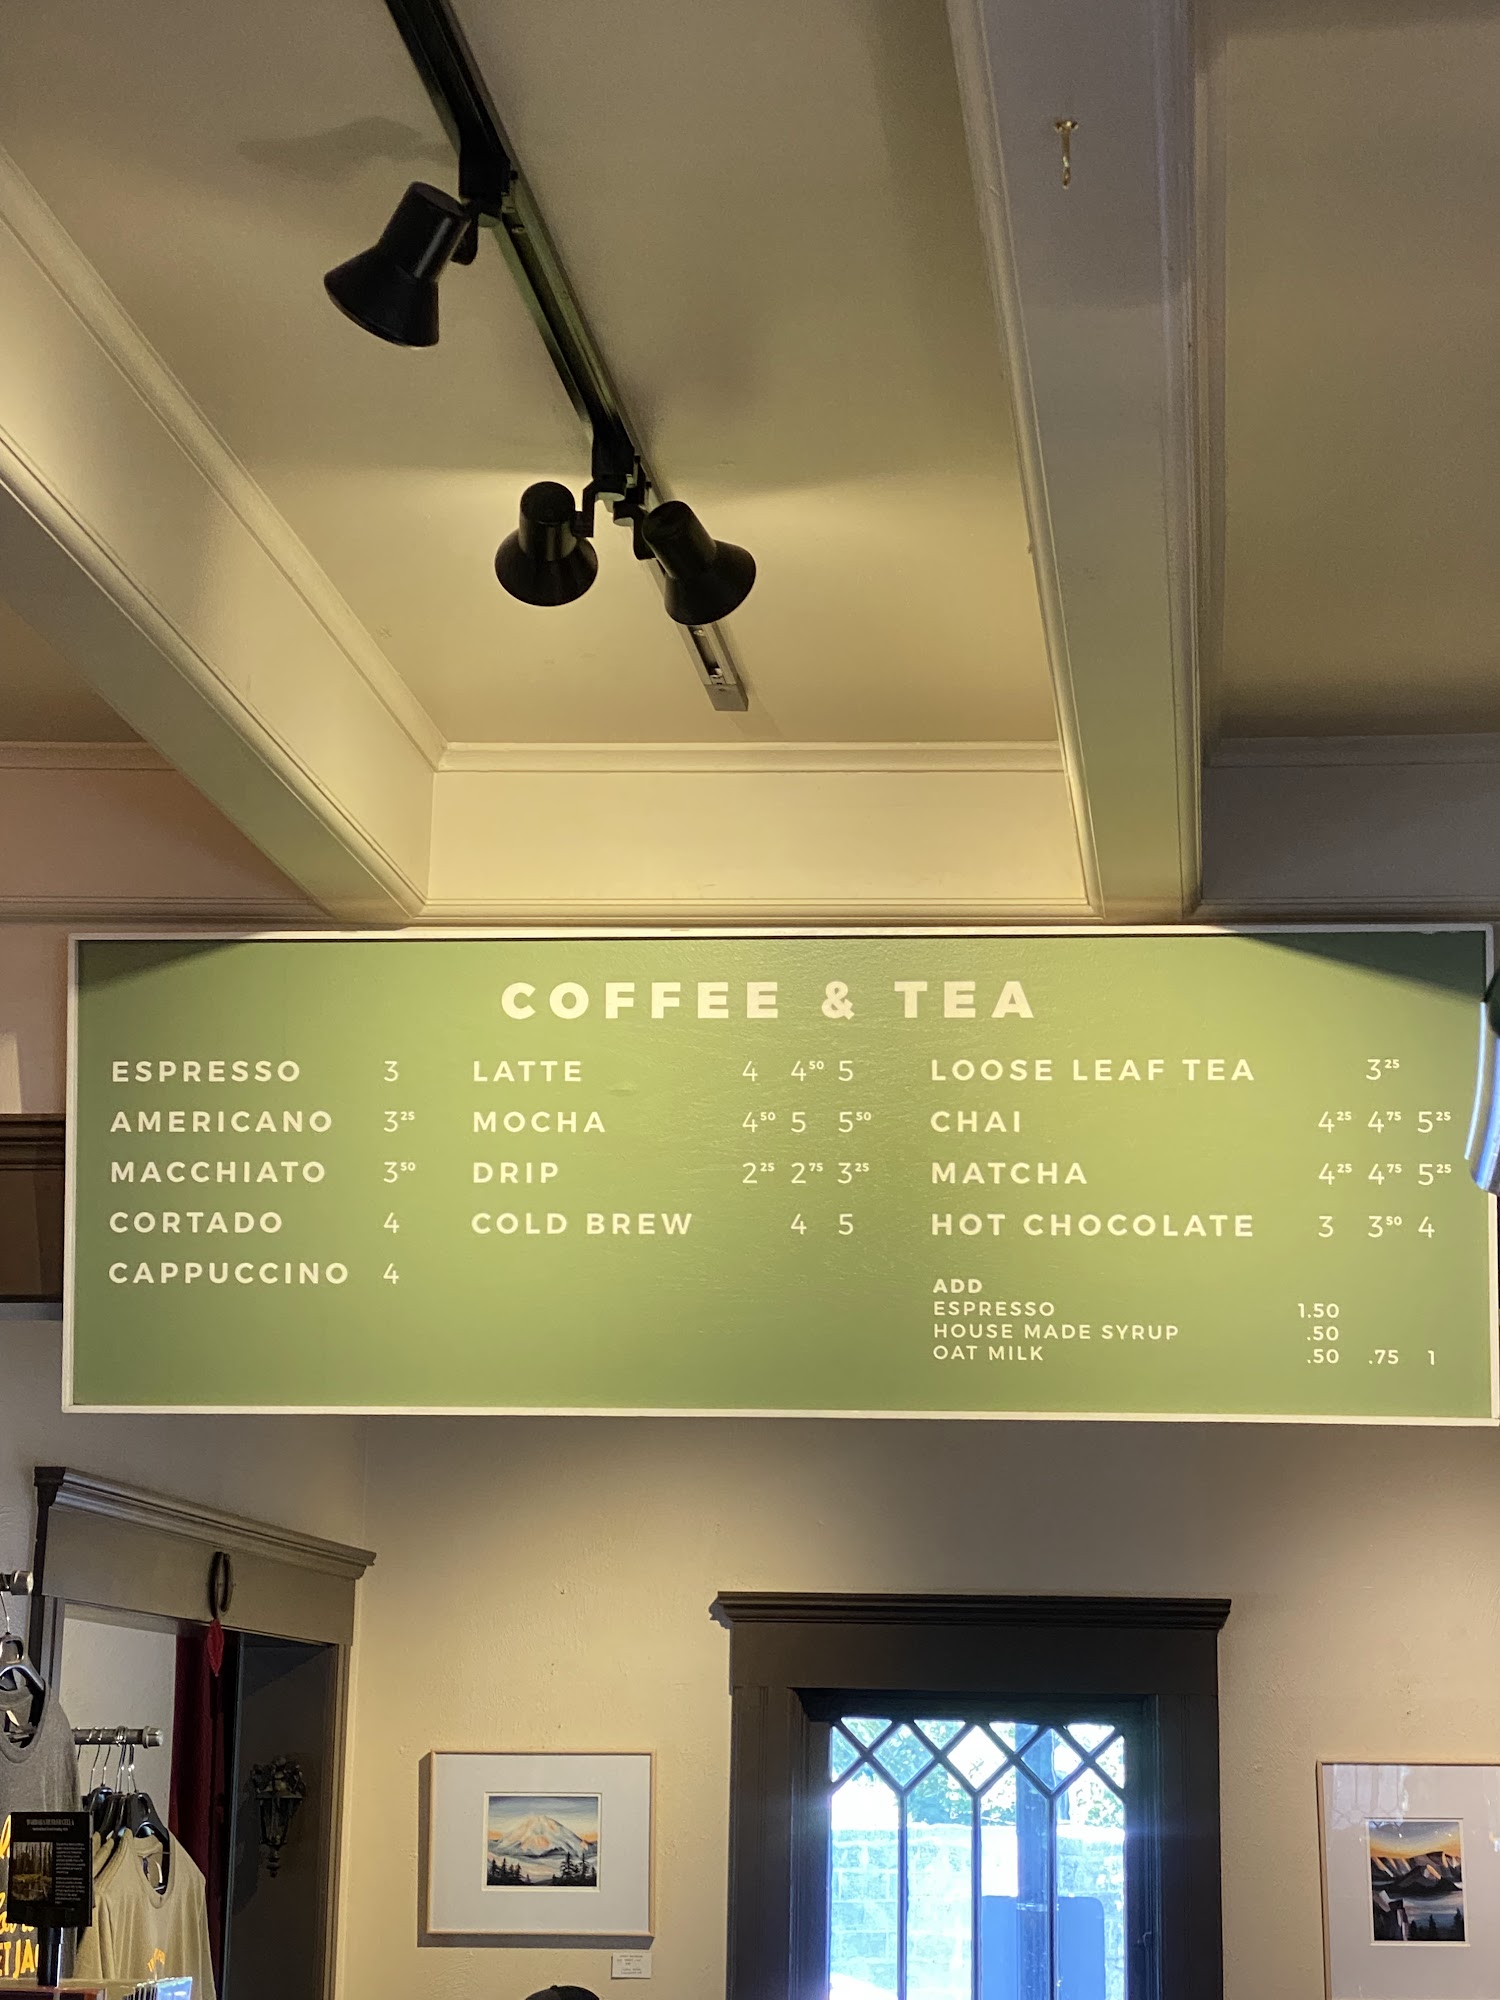 COFFEE & TEA
ESPRESSO 3
AMERICANO 3²⁵
MACCHIATO 3⁵⁰
CORTADO 4
CAPPUCCINO 4
LATTE 4 4⁵⁰ 5
MOCHA 4⁵⁰ 5 5⁵⁰
DRIP 2²⁵ 2⁷⁵ 3²⁵
COLD BREW 4 5
LOOSE LEAF TEA 3²⁵
CHAI 4²⁵ 4⁷⁵ 5²⁵
MATCHA 4²⁵ 4⁷⁵ 5²⁵
HOT CHOCOLATE 3 3⁵⁰ 4
ADD
ESPRESSO 1.50
HOUSE MADE SYRUP .50
OAT MILK .50 .75 1